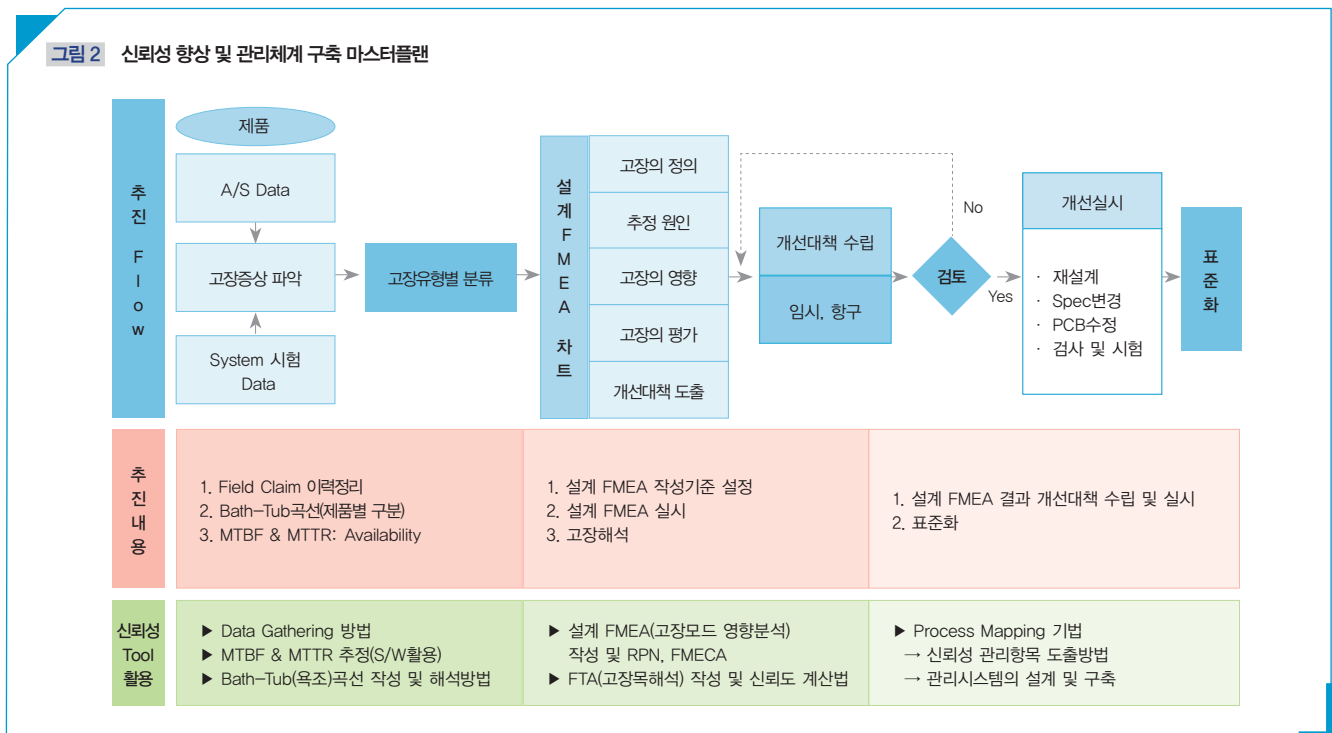 그림 2 신뢰성 향상 및 관리체계 구축 마스터플랜
추진 Flow
제품
A/S Data
고장증상 파악
System 시험
Data
고장유형별 분류
설계FMEA 차트
고장의 정의
추정 원인
고장의 영향
고장의 평가
개선대책 도출
개선대책 수립
임시, 항구
검토
No
Yes
개선실시
· 재설계
· Spec변경
· PCB수정
· 검사 및 시험
표준화
추진내용
1. Field Claim 이력정리
2. Bath-Tub곡선(제품별 구분)
3. MTBF & MTTR: Availability
1. 설계 FMEA 작성기준 설정
2. 설계 FMEA 실시
3. 고장해석
1. 설계 FMEA 결과 개선대책 수립 및 실시
2. 표준화
신뢰성
Tool
활용
▶ Data Gathering 방법
▶ MTBF & MTTR 추정(S/W활용)
▶ Bath-Tub(욕조)곡선 작성 및 해석방법
▶ 설계 FMEA(고장모드 영향분석)
작성 및 RPN, FMECA
▶ FTA(고장목해석) 작성 및 신뢰도 계산법
▶ Process Mapping 기법
→ 신뢰성 관리항목 도출방법
→ 관리시스템의 설계 및 구축